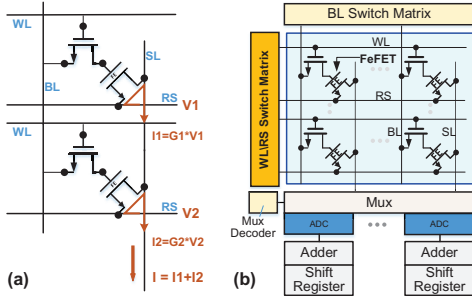 (a)
WL
SL
BL
RS
V1
I1=G1*V1
WL
RS
V2
I2=G2*V2
I = I1+I2
(b)
BL Switch Matrix
WL\RS Switch Matrix
WL
FeFET
RS
BL
SL
Mux
Mux
Decoder
ADC
ADC
Adder
Adder
Shift
Register
Shift
Register